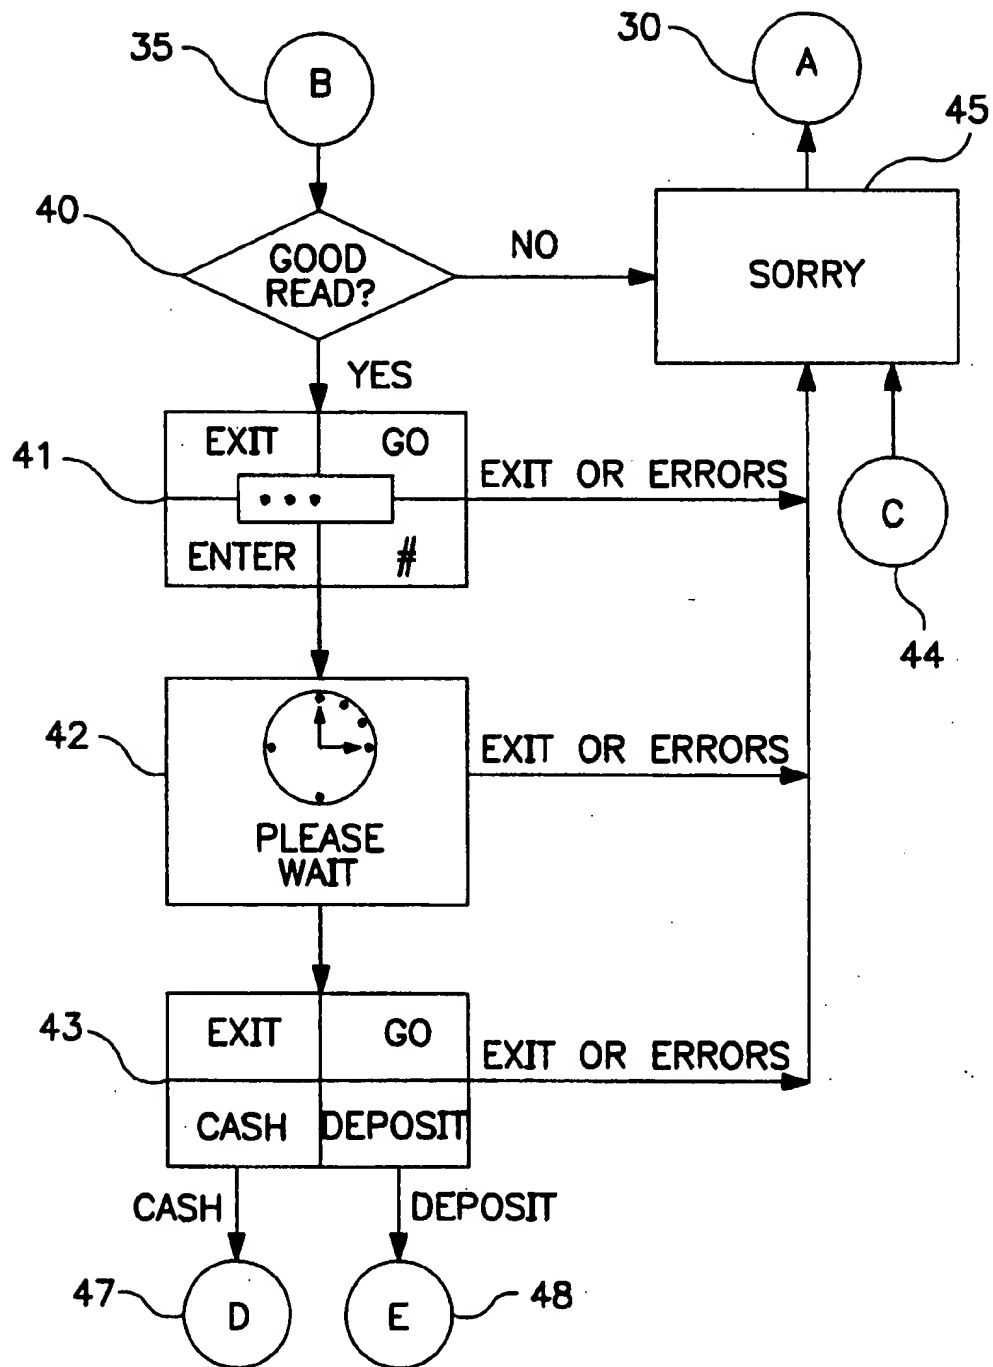 35
B
30
A
45
40
GOOD
READ?
NO
SORRY
YES
41
EXIT
GO
EXIT OR ERRORS
C
ENTER
#
44
42
EXIT OR ERRORS
PLEASE
WAIT
43
EXIT
GO
EXIT OR ERRORS
CASH
DEPOSIT
CASH
DEPOSIT
47
D
E
48